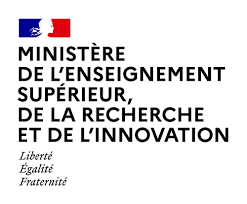 MINISTÈRE
DE L'ENSEIGNEMENT
SUPÉRIEUR,
DE LA RECHERCHE
ET DE L'INNOVATION
Liberté
Égalité
Fraternité